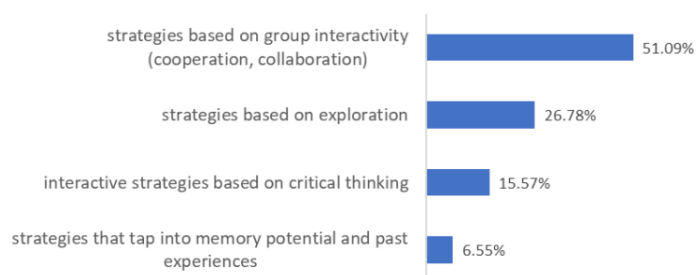 strategies based on group interactivity
(cooperation, collaboration)
51.09%
strategies based on exploration
26.78%
interactive strategies based on critical thinking
15.57%
strategies that tap into memory potential and past
experiences
6.55%